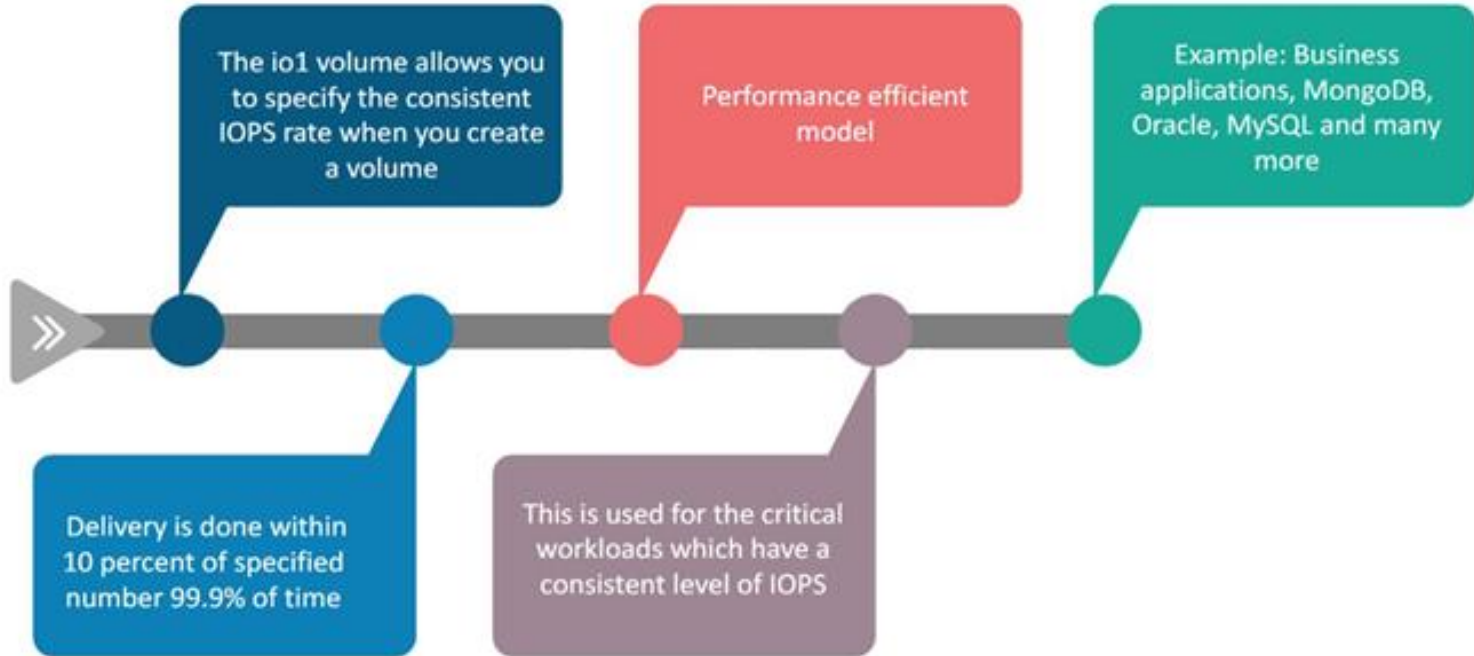 The io1 volume allows you
to specify the consistent
IOPS rate when you create
a volume
Delivery is done within
10 percent of specified
number 99.9% of time
Performance efficient
model
This is used for the critical
workloads which have a
consistent level of IOPS
Example: Business
applications, MongoDB,
Oracle, MySQL and many
more